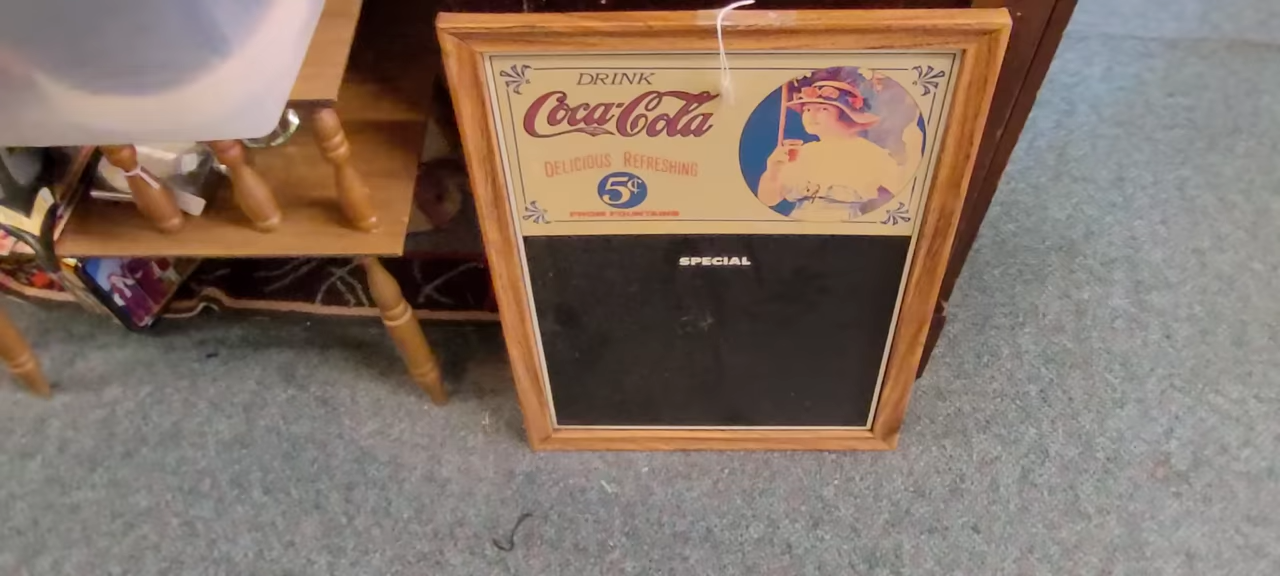 DRINK
Coca-Cola
DELICIOUS REFRESHING
5¢
FROM FOUNTAINS
SPECIAL